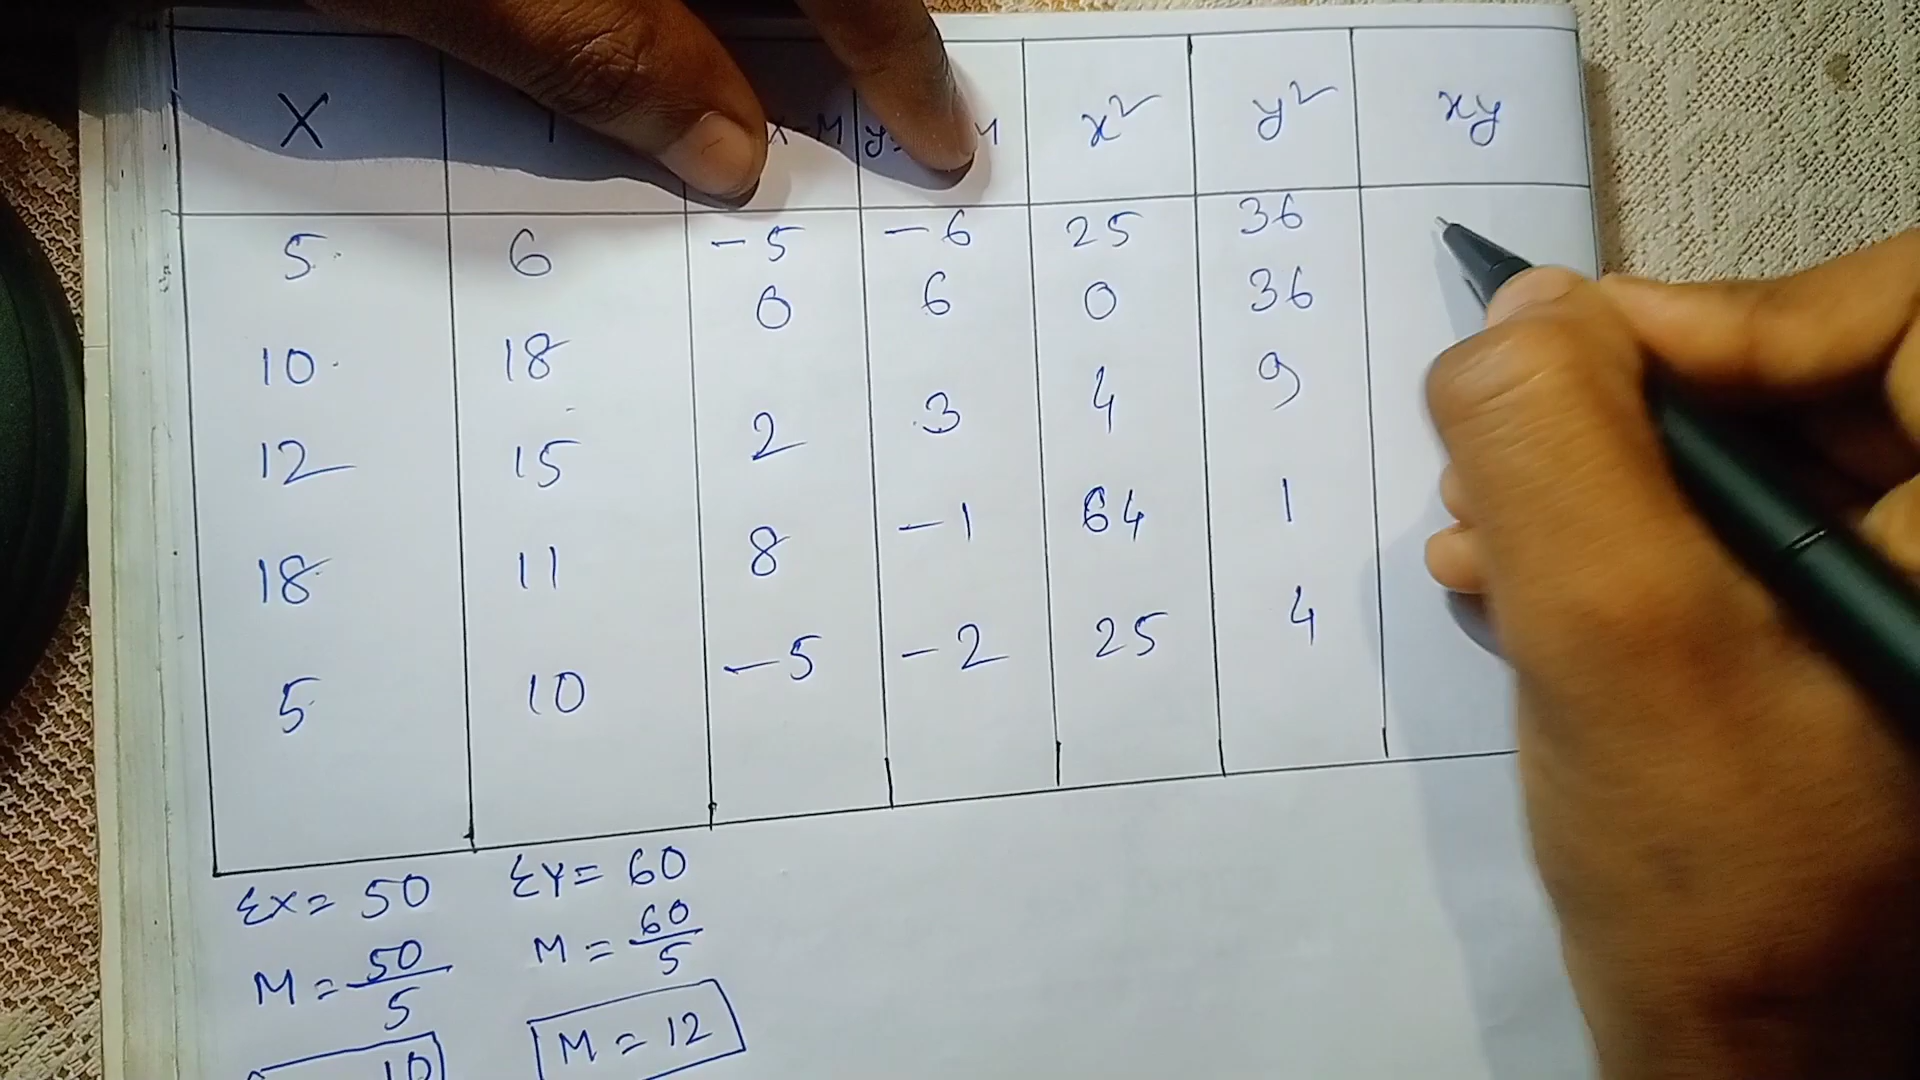 X x-M y= M x² y² xy
5 6 -5 -6 25 36
10 18 0 6 0 36
12 15 2 3 4 9
18 11 8 -1 64 1
5 10 -5 -2 25 4
ΣX= 50 ΣY= 60
M = 50/5 M = 60/5
10 M = 12